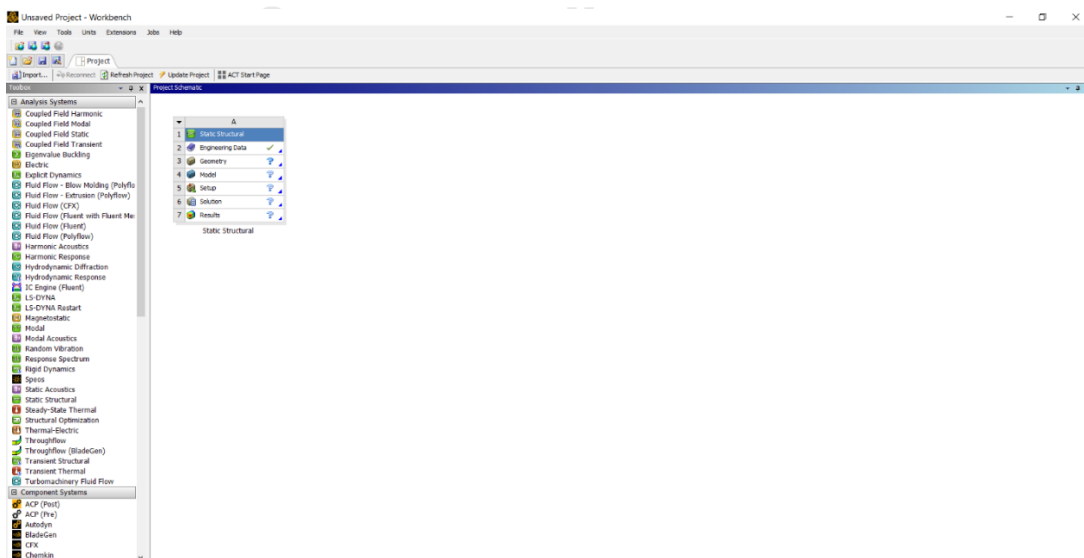 Unsaved Project - Workbench
File View Tools Units Extensions Jobs Help
Project
Import... Reconnect Refresh Project Update Project ACT Start Page
Toolbox
Project Schematic
Analysis Systems
Coupled Field Harmonic
Coupled Field Modal
Coupled Field Static
Coupled Field Transient
Eigenvalue Buckling
Electric
Explicit Dynamics
Fluid Flow - Blow Molding (Polyflo
Fluid Flow - Extrusion (Polyflow)
Fluid Flow (CFX)
Fluid Flow (Fluent with Fluent Me
Fluid Flow (Fluent)
Fluid Flow (Polyflow)
Harmonic Acoustics
Harmonic Response
Hydrodynamic Diffraction
Hydrodynamic Response
IC Engine (Fluent)
LS-DYNA
LS-DYNA Restart
Magnetostatic
Modal
Modal Acoustics
Random Vibration
Response Spectrum
Rigid Dynamics
Speos
Static Acoustics
Static Structural
Steady-State Thermal
Structural Optimization
Thermal-Electric
Throughflow
Throughflow (BladeGen)
Transient Structural
Transient Thermal
Turbomachinery Fluid Flow
Component Systems
ACP (Post)
ACP (Pre)
Autodyn
BladeGen
CFX
Chemkin
A
1 Static Structural
2 Engineering Data
3 Geometry ?
4 Model ?
5 Setup ?
6 Solution ?
7 Results ?
Static Structural